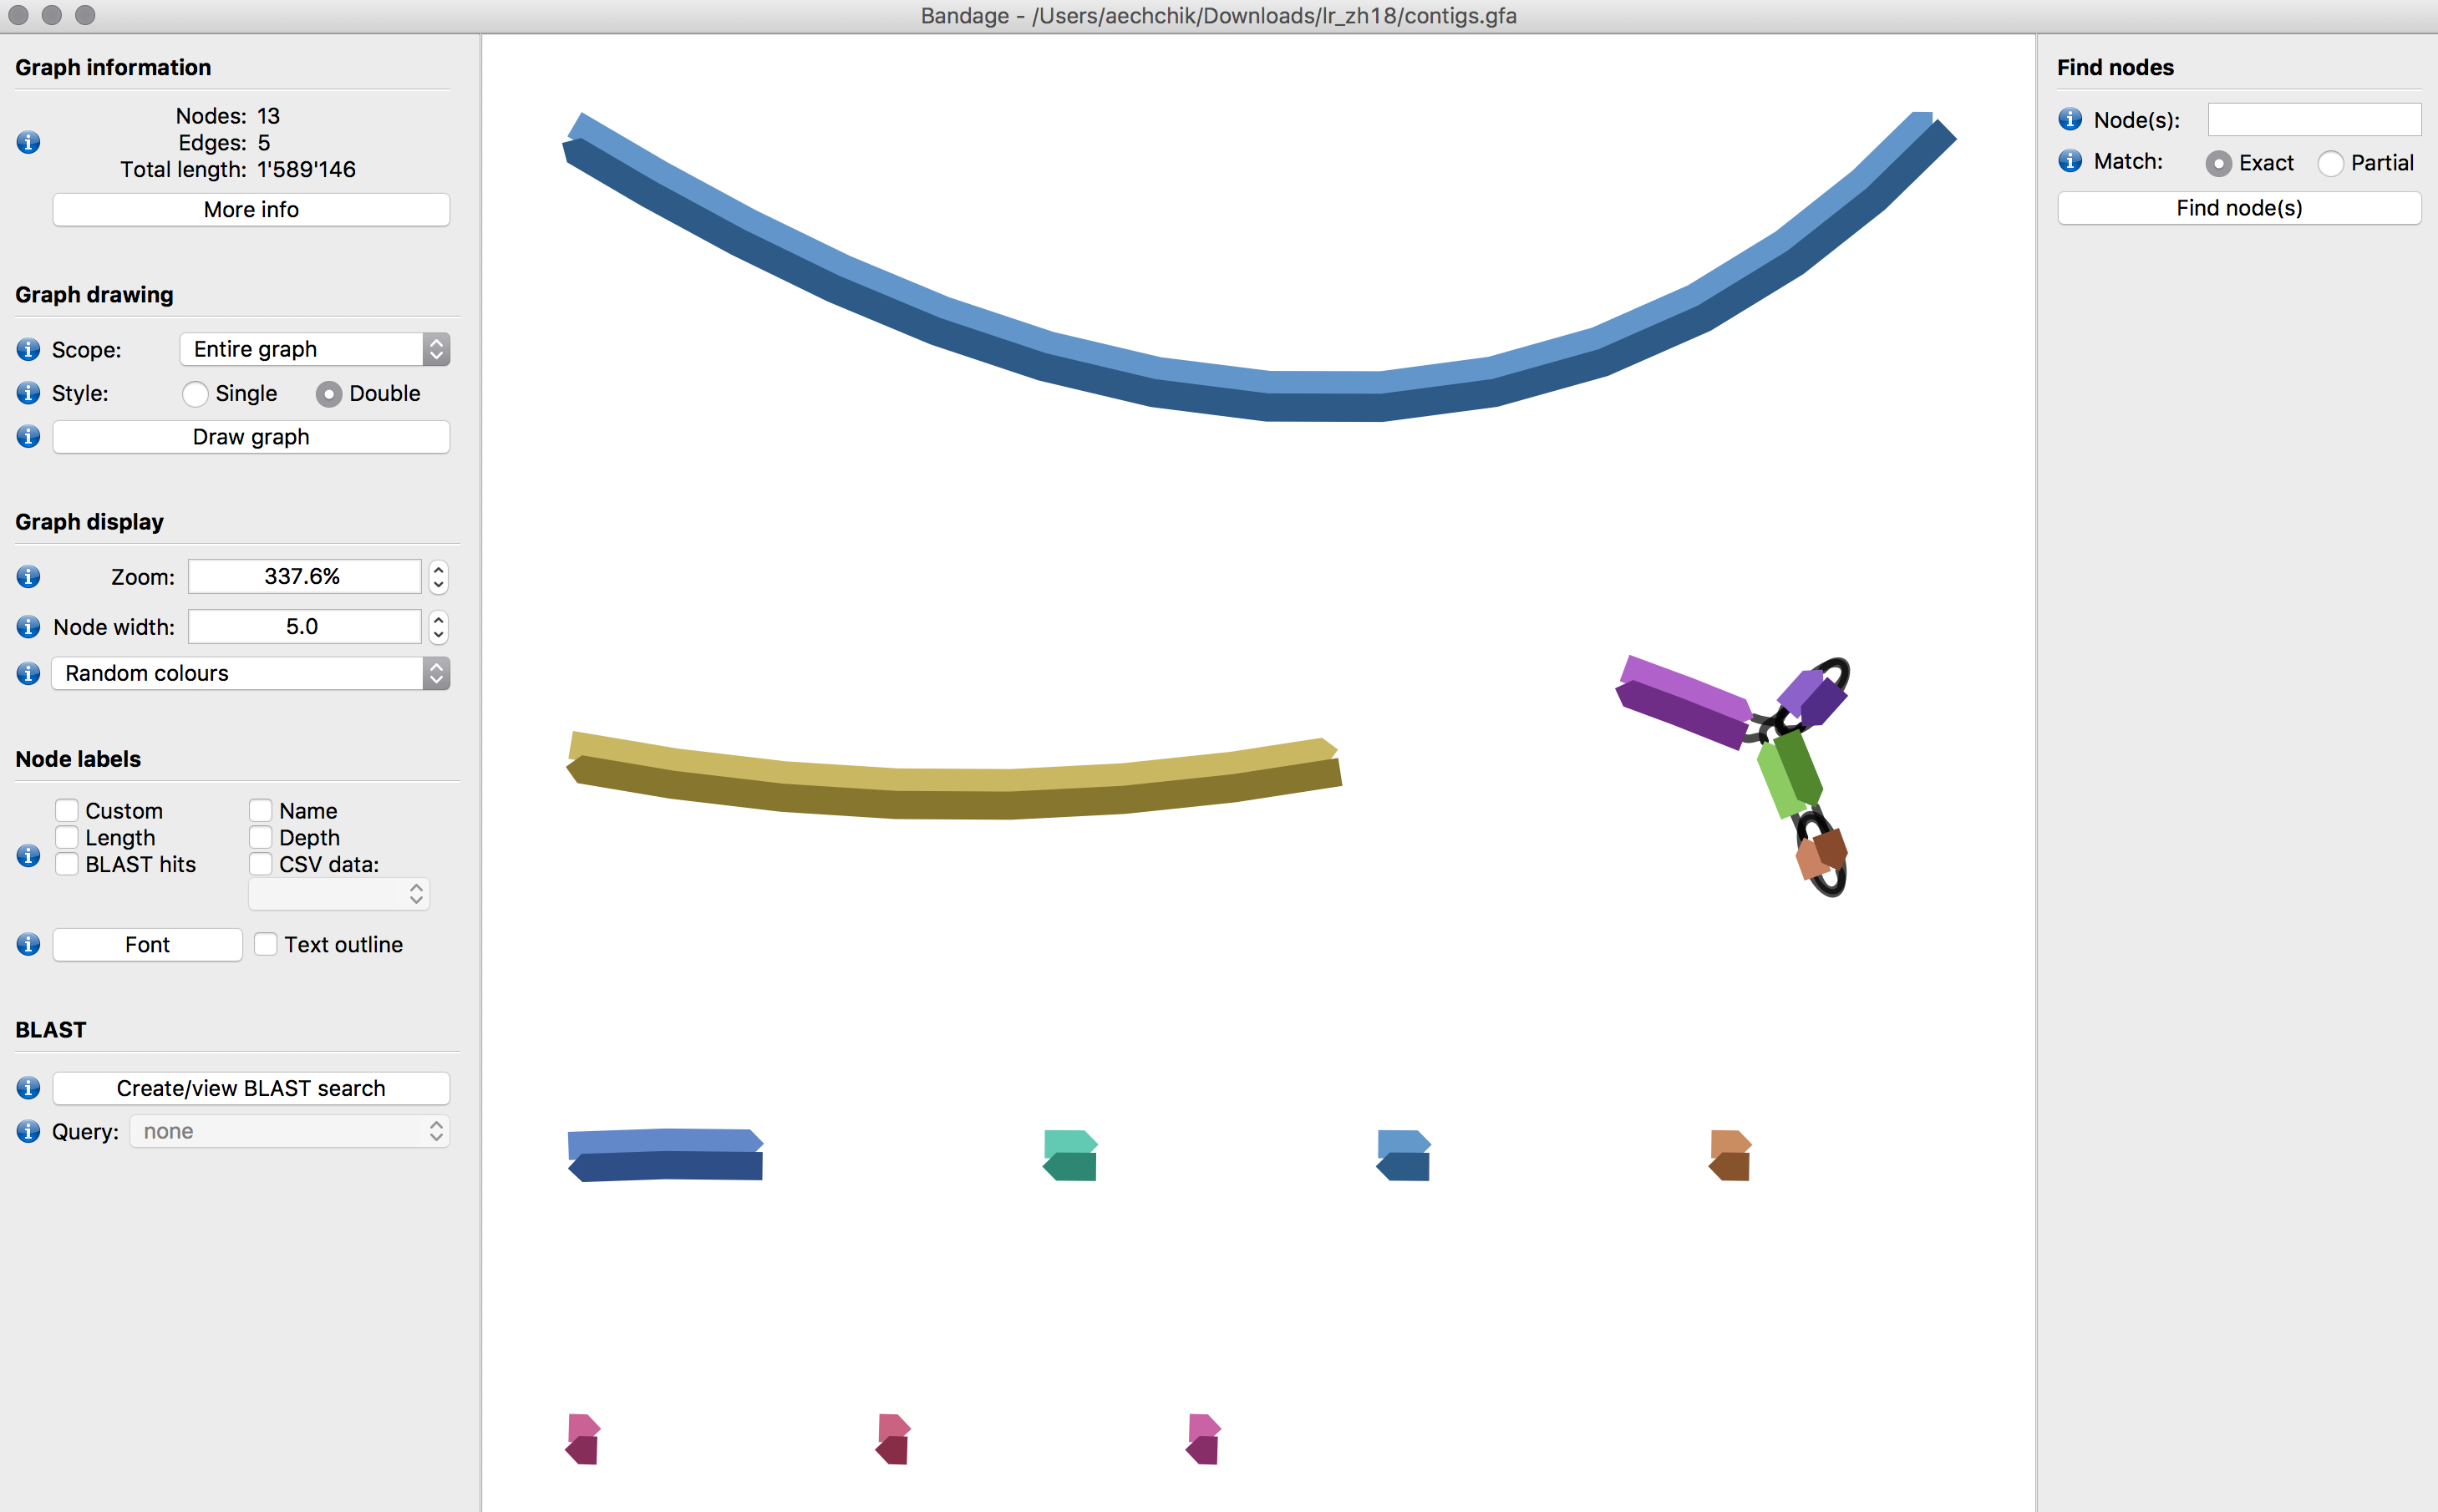 Bandage - /Users/aechchik/Downloads/lr_zh18/contigs.gfa
Graph information
Nodes: 13
Edges: 5
Total length: 1'589'146
More info
Graph drawing
Scope: Entire graph
Style: Single Double
Draw graph
Graph display
Zoom: 337.6%
Node width: 5.0
Random colours
Node labels
Custom Name
Length Depth
BLAST hits CSV data:
Font Text outline
BLAST
Create/view BLAST search
Query: none
Find nodes
Node(s):
Match: Exact Partial
Find node(s)